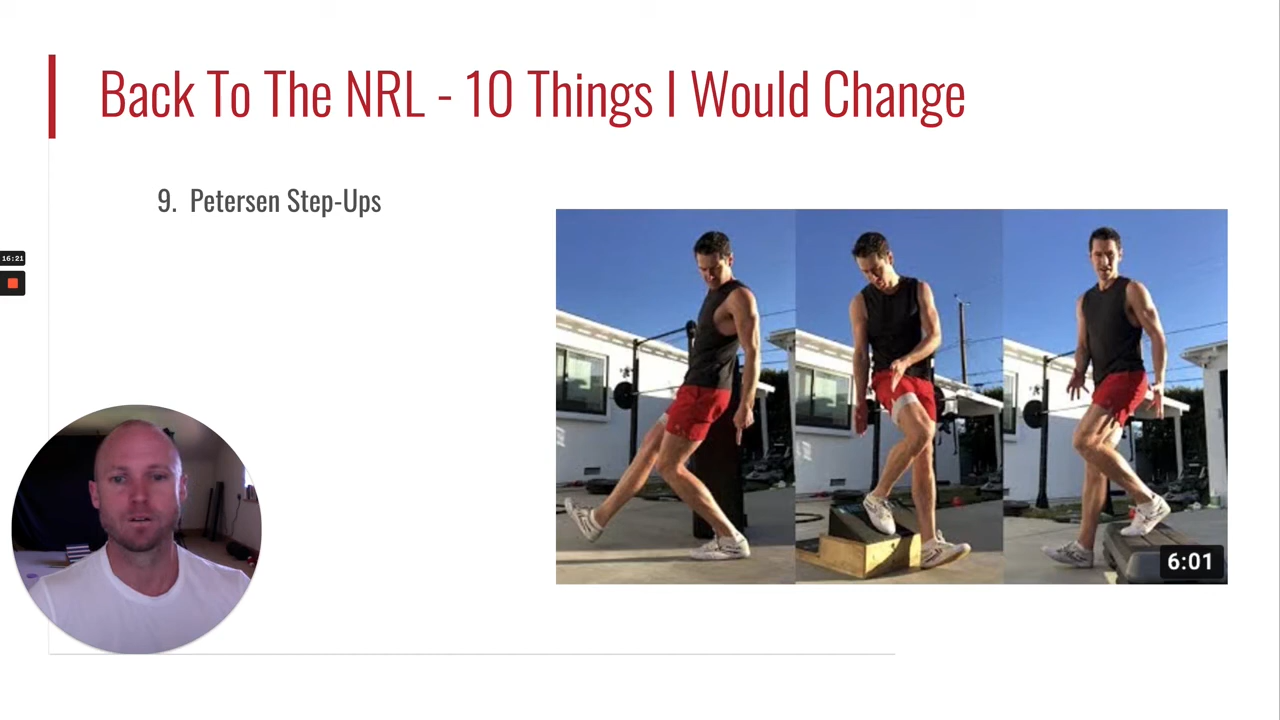 Back To The NRL - 10 Things I Would Change
9. Petersen Step-Ups
16:21
6:01